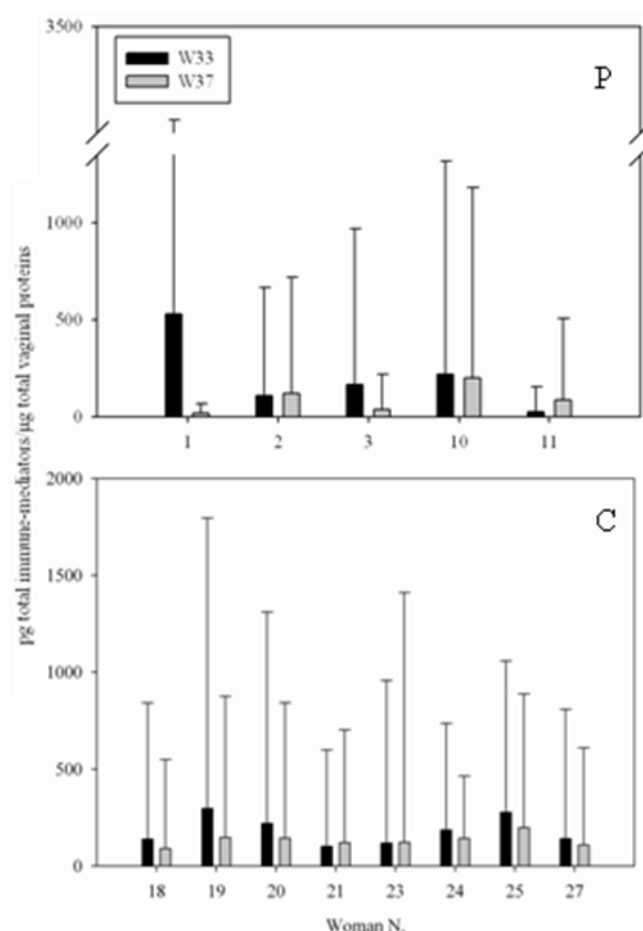 3500
W33
W37
P
1000
500
0
1 2 3 10 11
pg total immune-mediators/µg total vaginal proteins
2000
C
1500
1000
500
0
18 19 20 21 23 24 25 27
Woman N.